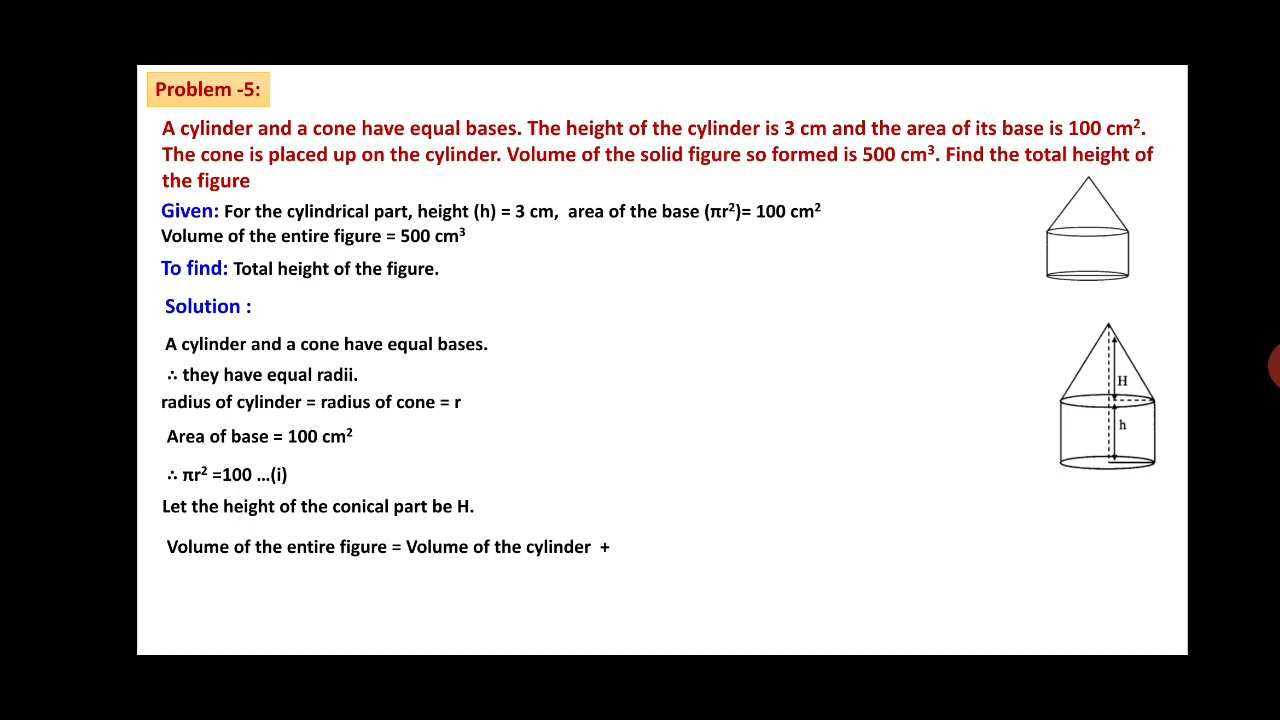 Problem -5:
A cylinder and a cone have equal bases. The height of the cylinder is 3 cm and the area of its base is 100 cm².
The cone is placed up on the cylinder. Volume of the solid figure so formed is 500 cm³. Find the total height of
the figure
Given: For the cylindrical part, height (h) = 3 cm,  area of the base (πr²)= 100 cm²
Volume of the entire figure = 500 cm³
To find: Total height of the figure.
Solution :
A cylinder and a cone have equal bases.
∴ they have equal radii.
radius of cylinder = radius of cone = r
Area of base = 100 cm²
∴ πr² =100 …(i)
Let the height of the conical part be H.
Volume of the entire figure = Volume of the cylinder  +
H
h